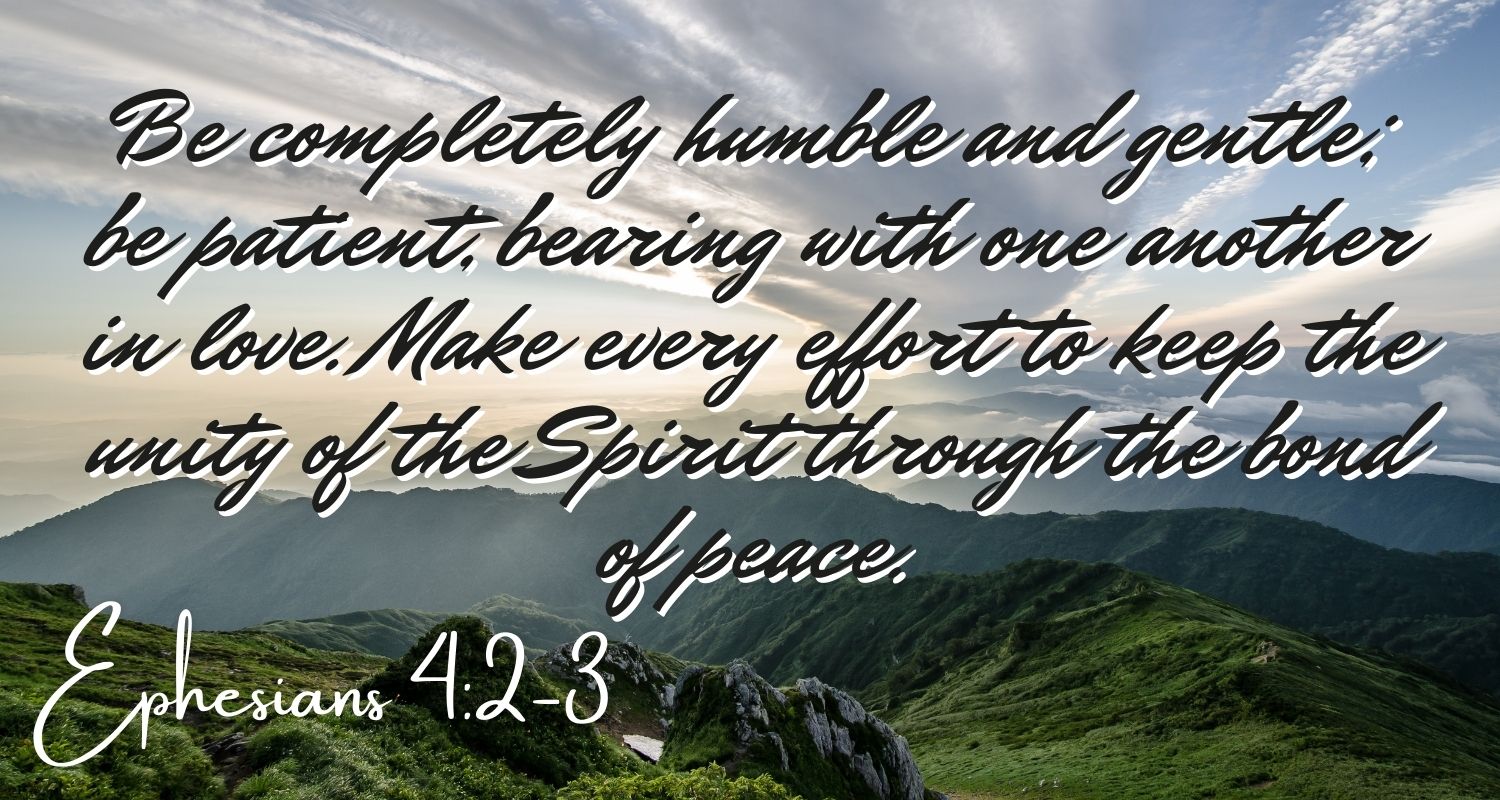 Be completely humble and gentle;
be patient, bearing with one another
in love. Make every effort to keep the
unity of the Spirit through the bond
of peace.
Ephesians 4:2-3